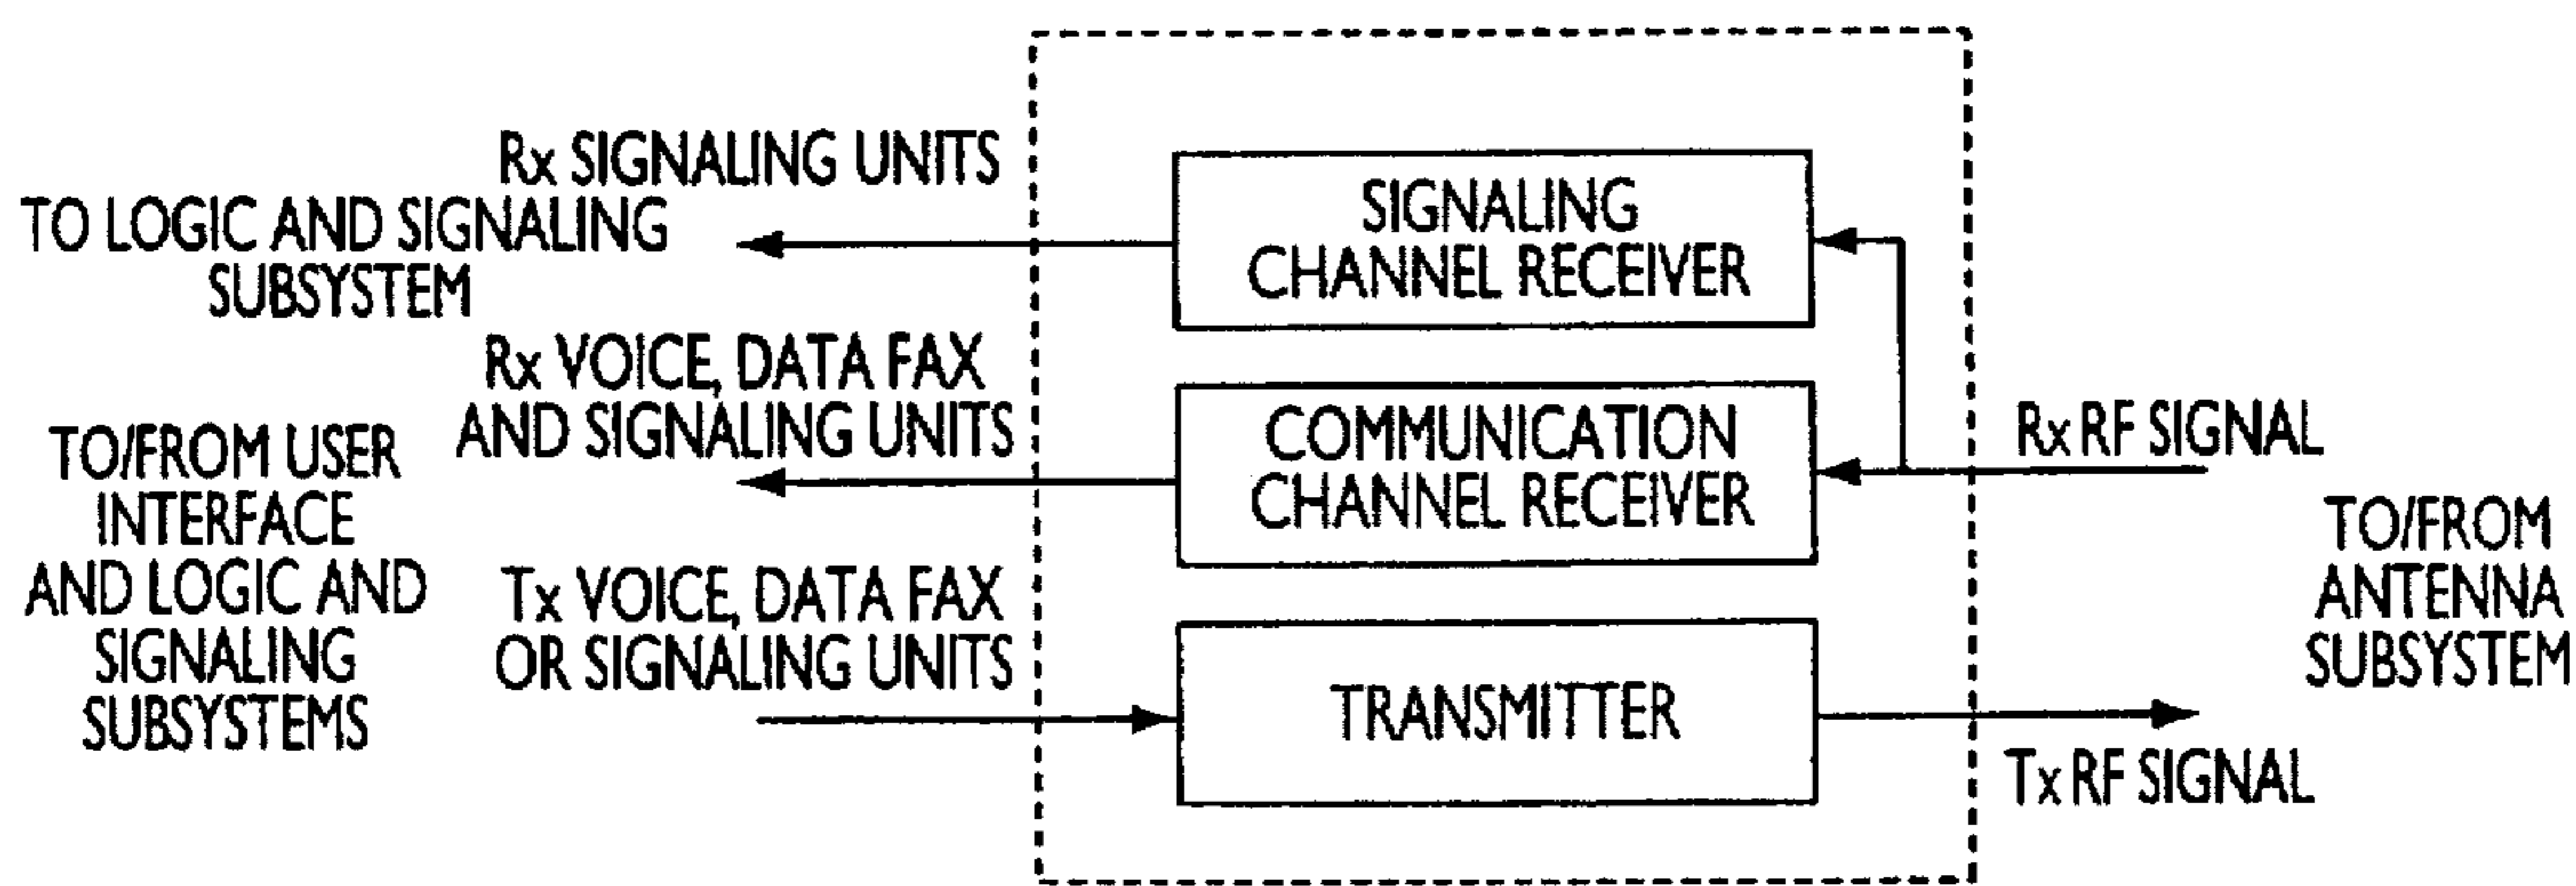 Rx SIGNALING UNITS
TO LOGIC AND SIGNALING
SUBSYSTEM
SIGNALING
CHANNEL RECEIVER
Rx VOICE, DATA FAX
AND SIGNALING UNITS
TO/FROM USER
INTERFACE
AND LOGIC AND
SIGNALING
SUBSYSTEMS
COMMUNICATION
CHANNEL RECEIVER
Rx RF SIGNAL
TO/FROM
ANTENNA
SUBSYSTEM
Tx VOICE, DATA FAX
OR SIGNALING UNITS
TRANSMITTER
Tx RF SIGNAL